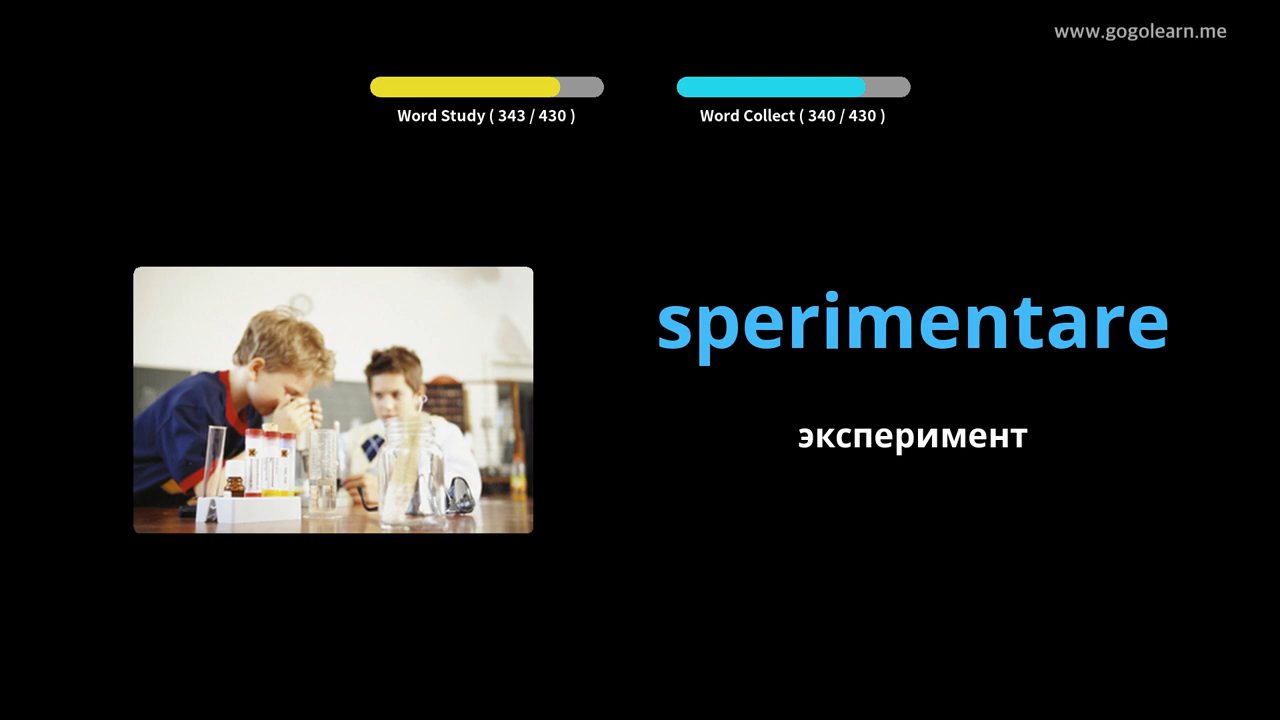 www.gogolearn.me
Word Study ( 343 / 430 )
Word Collect ( 340 / 430 )
sperimentare
эксперимент